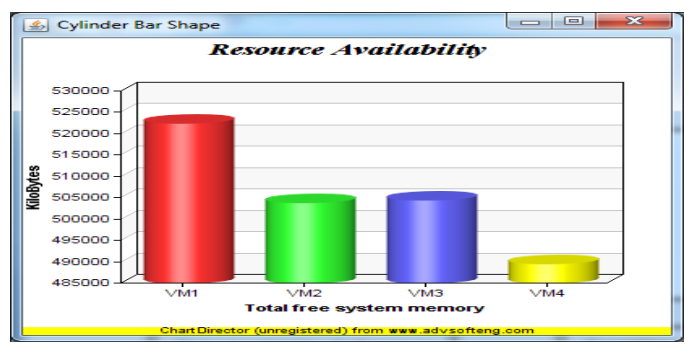 Cylinder Bar Shape
Resource Availability
530000
525000
520000
515000
510000
505000
500000
495000
490000
485000
KiloBytes
VM1 VM2 VM3 VM4
Total free system memory
ChartDirector (unregistered) from www.advsofteng.com